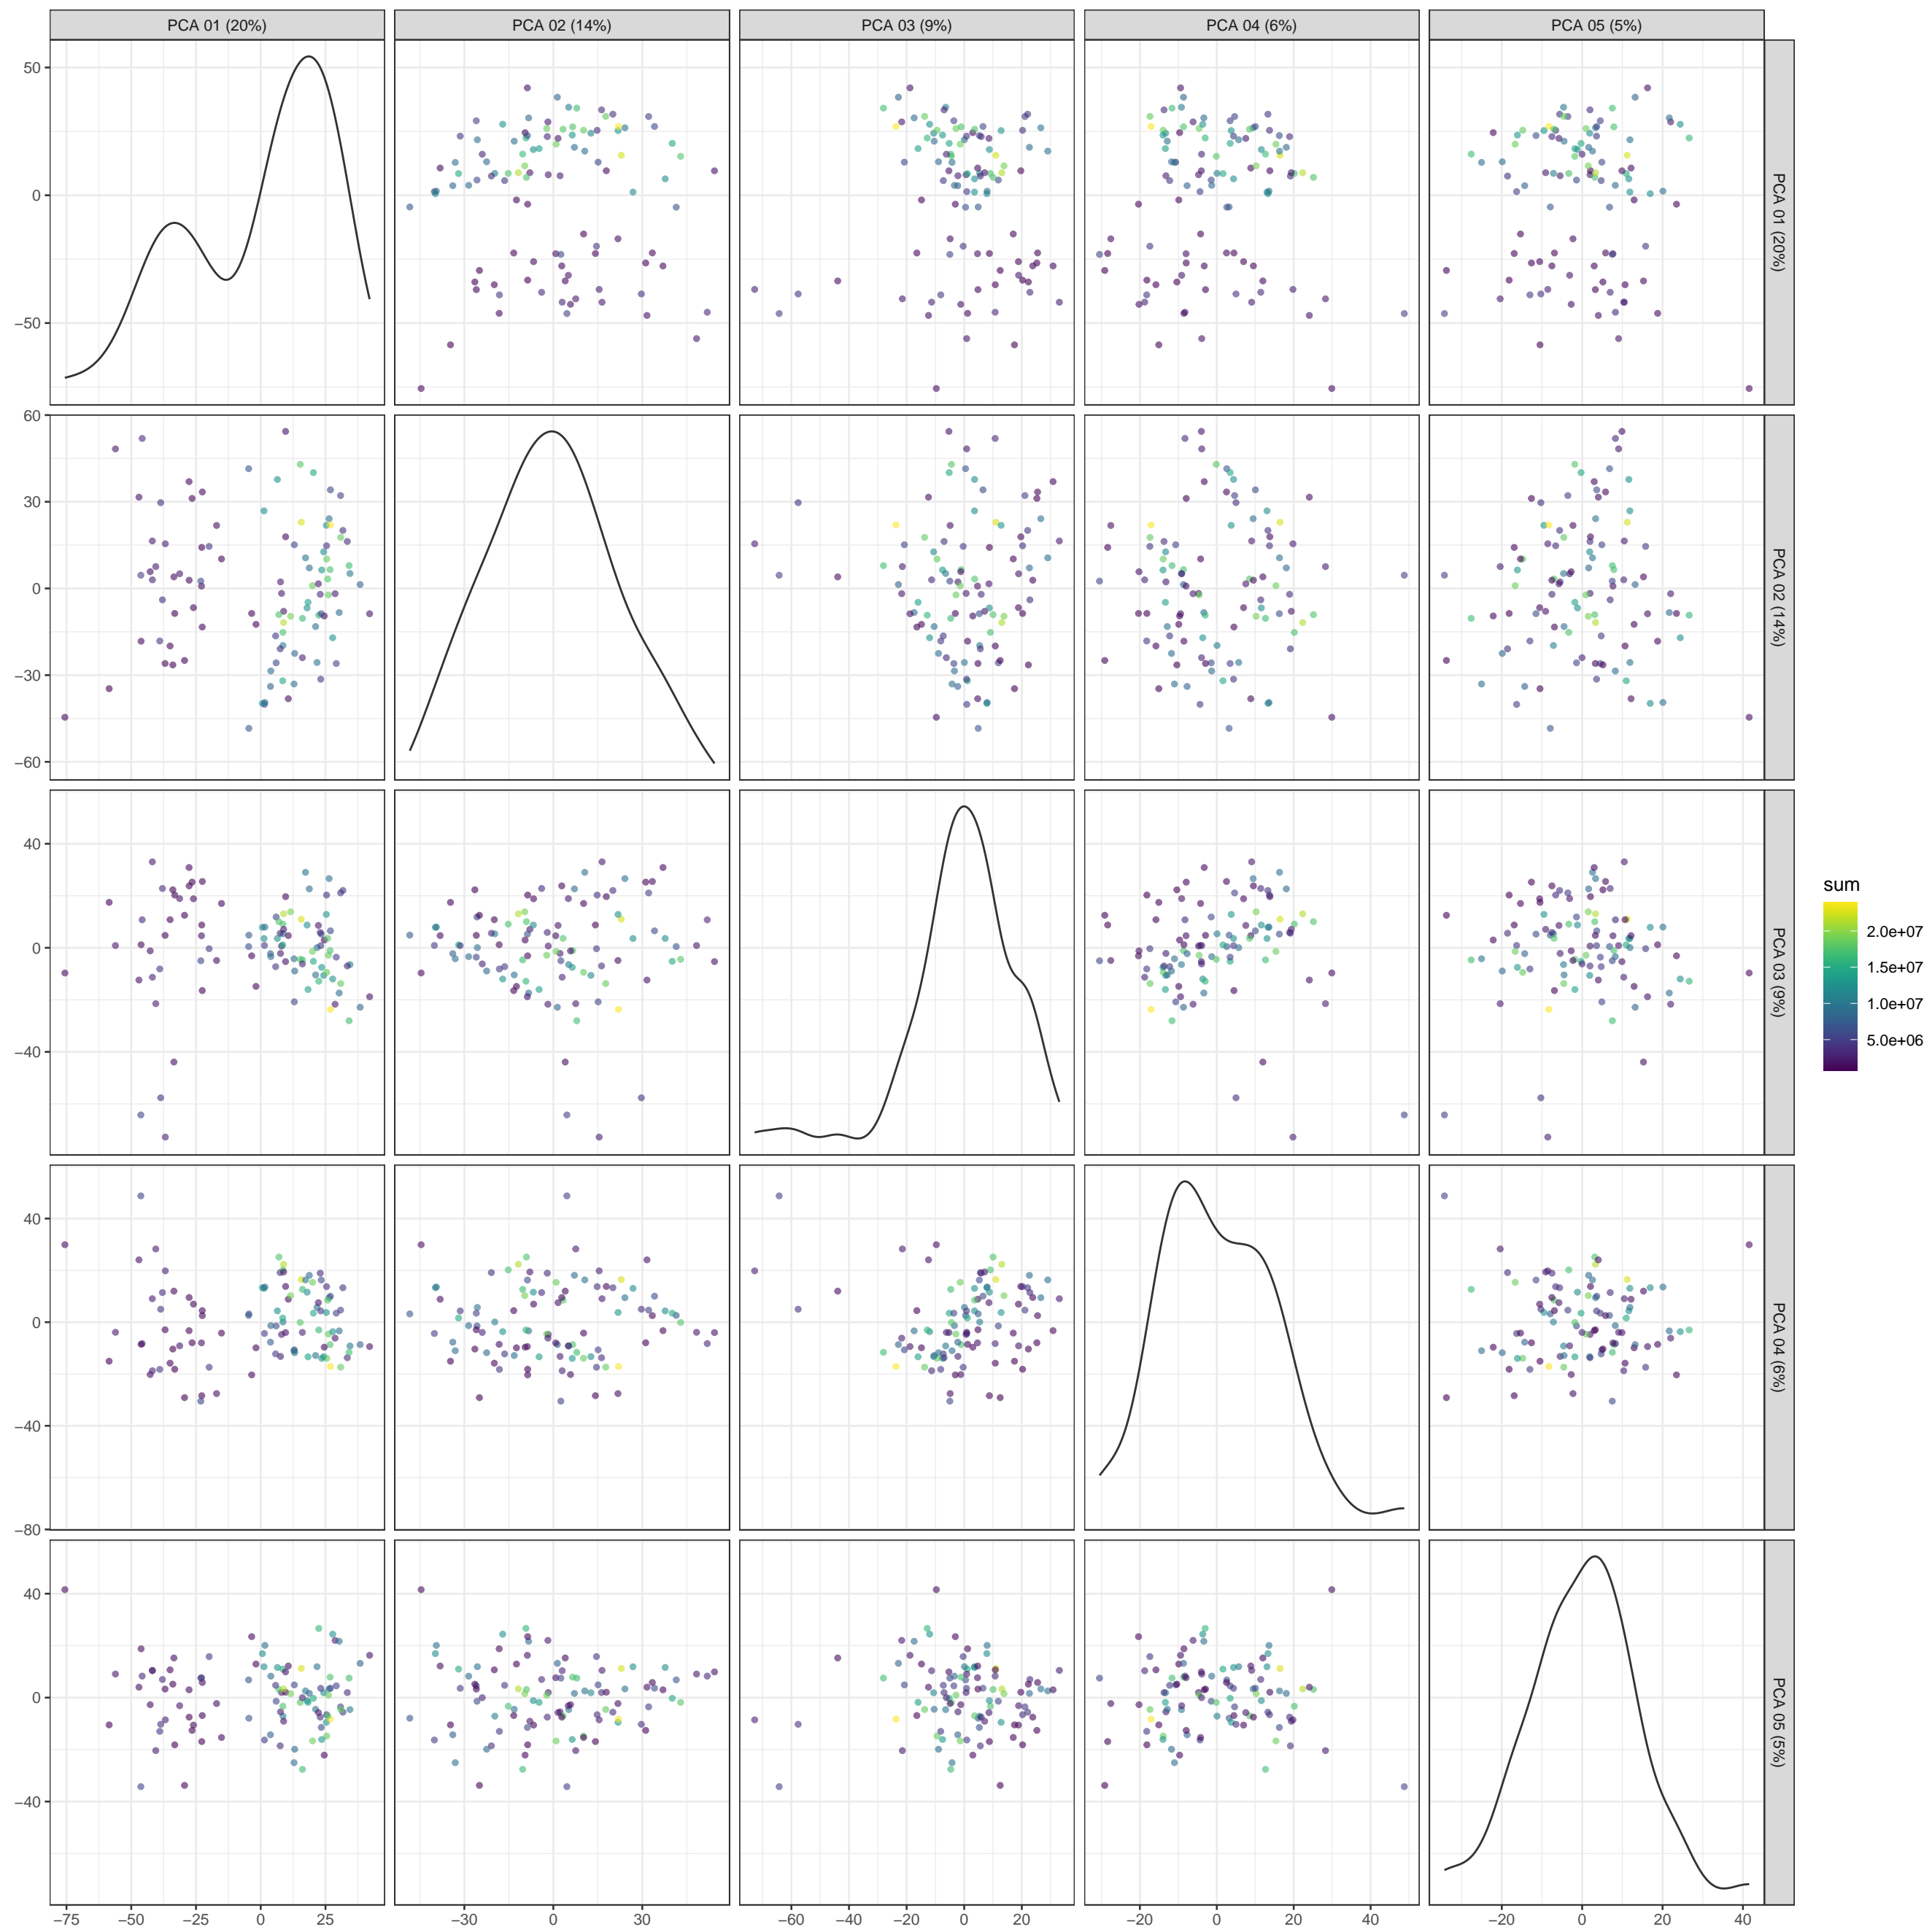 PCA 01 (20%) PCA 02 (14%) PCA 03 (9%) PCA 04 (6%) PCA 05 (5%)
50
0
−50
PCA 01 (20%)
60
30
0
−30
−60
PCA 02 (14%)
40
0
−40
PCA 03 (9%)
sum
2.0e+07
1.5e+07
1.0e+07
5.0e+06
40
0
−40
−80
PCA 04 (6%)
40
0
−40
PCA 05 (5%)
−75 −50 −25 0 25 −30 0 30 −60 −40 −20 0 20 −20 0 20 40 −20 0 20 40